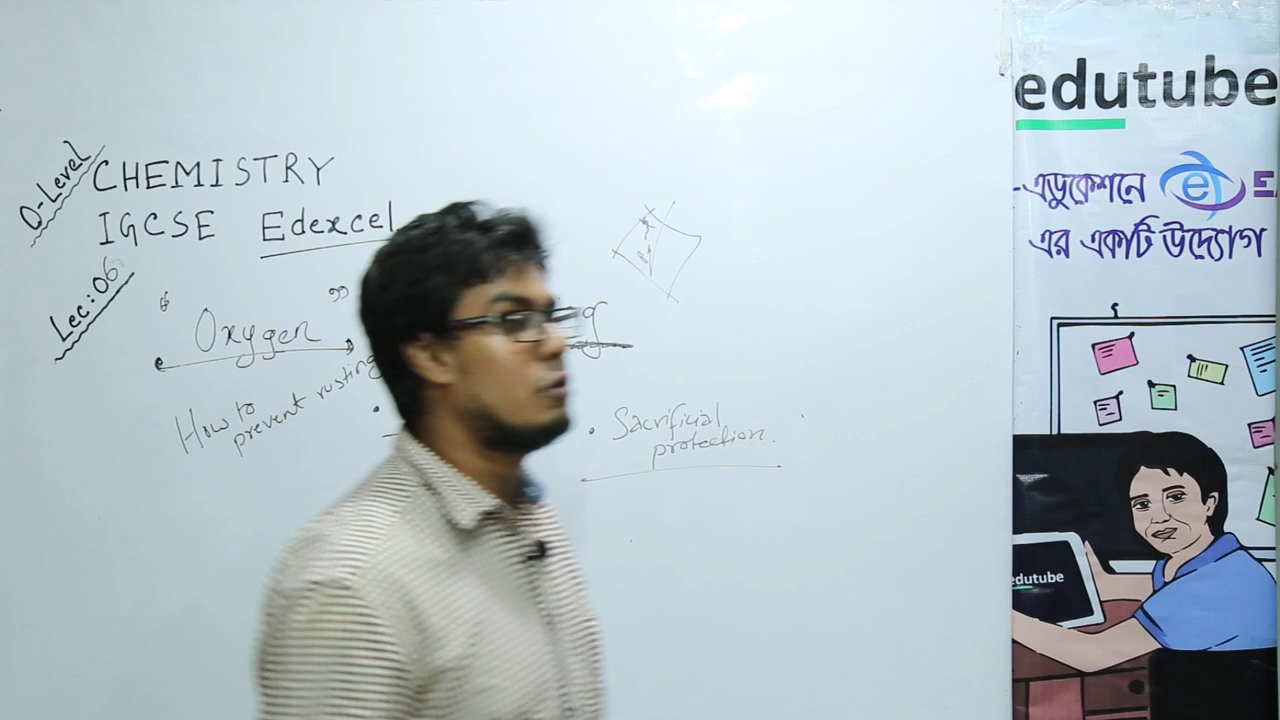 O-Level
CHEMISTRY
IGCSE Edexcel
Lec: 06
"Oxygen"
How to
prevent rusting
• Sacrificial
protection.
edutube
-এডুকেশনে
এর একটি উদ্যোগ
edutube